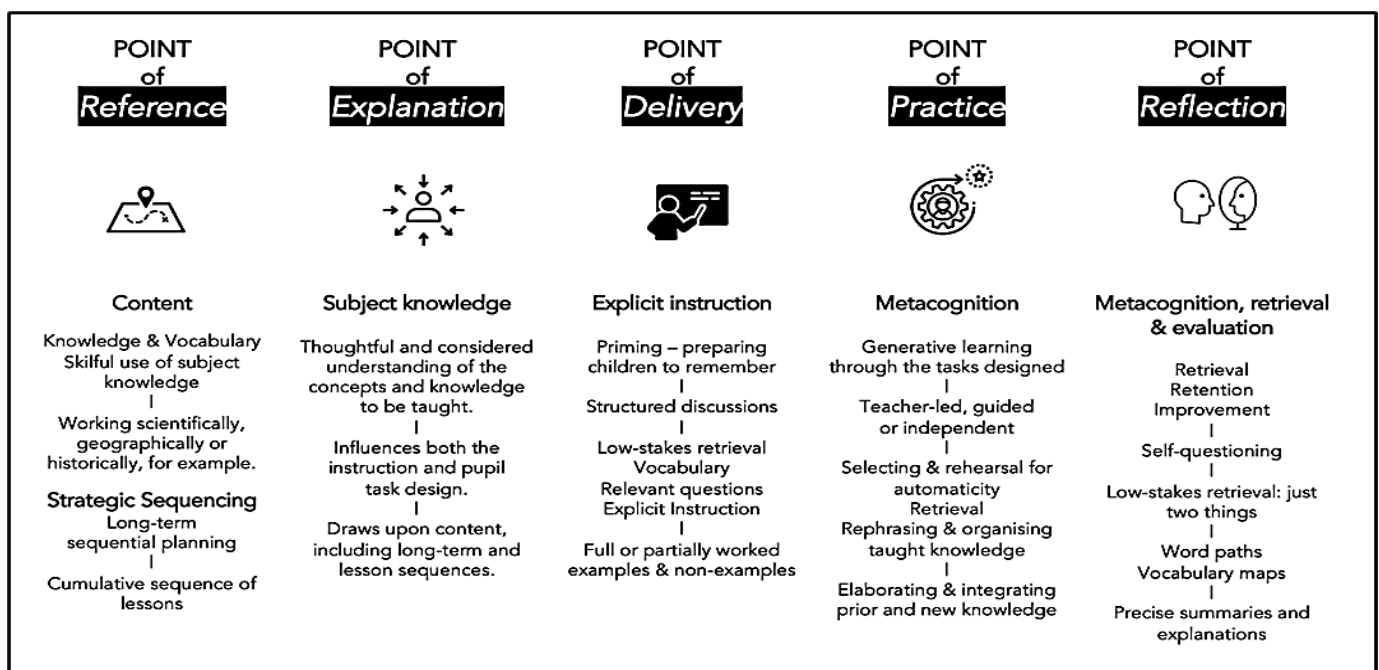 POINT
of
Reference
Content
Knowledge & Vocabulary
Skilful use of subject
knowledge
Working scientifically,
geographically or
historically, for example.
Strategic Sequencing
Long-term
sequential planning
Cumulative sequence of
lessons
POINT
of
Explanation
Subject knowledge
Thoughtful and considered
understanding of the
concepts and knowledge
to be taught.
Influences both the
instruction and pupil
task design.
Draws upon content,
including long-term and
lesson sequences.
POINT
of
Delivery
Explicit instruction
Priming – preparing
children to remember
Structured discussions
Low-stakes retrieval
Vocabulary
Relevant questions
Explicit Instruction
Full or partially worked
examples & non-examples
POINT
of
Practice
Metacognition
Generative learning
through the tasks designed
Teacher-led, guided
or independent
Selecting & rehearsal for
automaticity
Retrieval
Rephrasing & organising
taught knowledge
Elaborating & integrating
prior and new knowledge
POINT
of
Reflection
Metacognition, retrieval
& evaluation
Retrieval
Retention
Improvement
Self-questioning
Low-stakes retrieval: just
two things
Word paths
Vocabulary maps
Precise summaries and
explanations